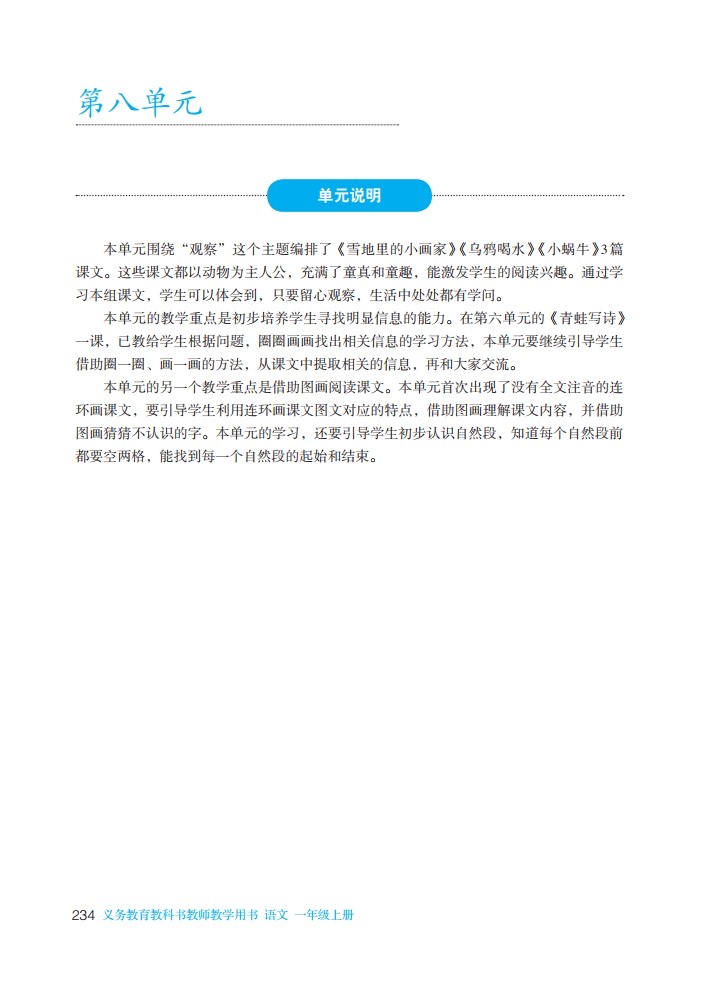 第八单元
单元说明
本单元围绕“观察”这个主题编排了《雪地里的小画家》《乌鸦喝水》《小蜗牛》3篇
课文。这些课文都以动物为主人公，充满了童真和童趣，能激发学生的阅读兴趣。通过学
习本组课文，学生可以体会到，只要留心观察，生活中处处都有学问。
本单元的教学重点是初步培养学生寻找明显信息的能力。在第六单元的《青蛙写诗》
一课，已教给学生根据问题，圈圈画画找出相关信息的学习方法，本单元要继续引导学生
借助圈一圈、画一画的方法，从课文中提取相关的信息，再和大家交流。
本单元的另一个教学重点是借助图画阅读课文。本单元首次出现了没有全文注音的连
环画课文，要引导学生利用连环画课文图文对应的特点，借助图画理解课文内容，并借助
图画猜猜不认识的字。本单元的学习，还要引导学生初步认识自然段，知道每个自然段前
都要空两格，能找到每一个自然段的起始和结束。
234 义务教育教科书教师教学用书 语文 一年级上册